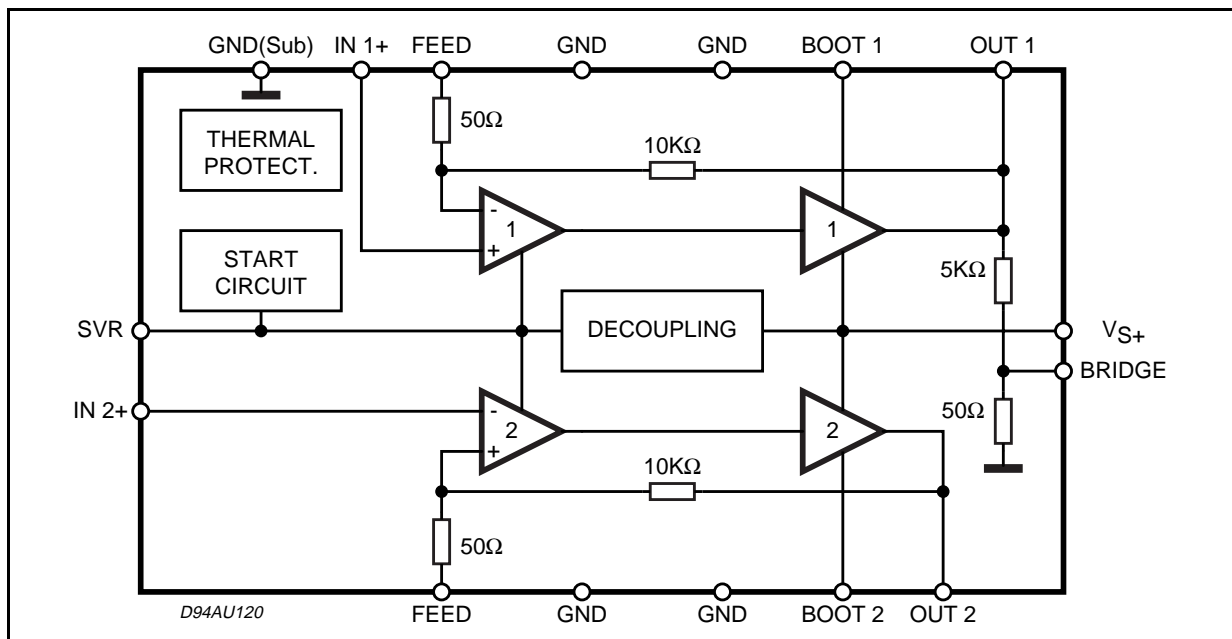 GND(Sub) IN 1+ FEED GND GND BOOT 1 OUT 1
50Ω
THERMAL
PROTECT.
10KΩ
-
1
+
1
START
CIRCUIT
5KΩ
SVR
DECOUPLING
VS+
BRIDGE
IN 2+
-
2
+
2
50Ω
10KΩ
50Ω
D94AU120
FEED GND GND BOOT 2 OUT 2